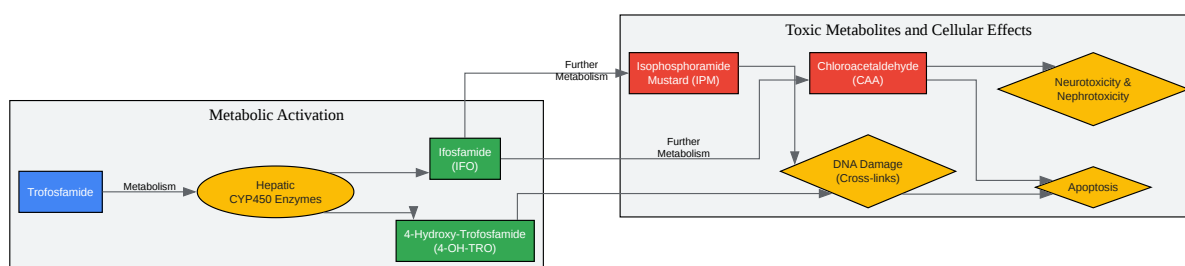 Toxic Metabolites and Cellular Effects
Further
Metabolism
Isophosphoramide
Mustard (IPM)
Chloroacetaldehyde
(CAA)
Neurotoxicity &
Nephrotoxicity
Metabolic Activation
Ifosfamide
(IFO)
Further
Metabolism
DNA Damage
(Cross-links)
Trofosfamide
Metabolism
Hepatic
CYP450 Enzymes
Apoptosis
4-Hydroxy-Trofosfamide
(4-OH-TRO)